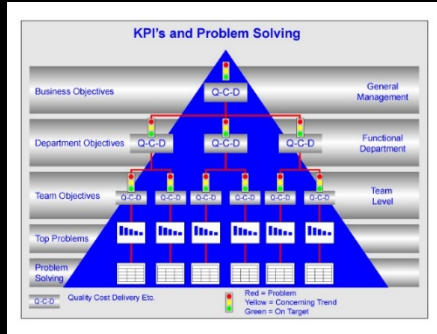 KPI's and Problem Solving
Business Objectives
Q-C-D
General
Management
Department Objectives
Q-C-D
Q-C-D
Q-C-D
Functional
Department
Team Objectives
Q-C-D
Q-C-D
Q-C-D
Q-C-D
Q-C-D
Q-C-D
Team
Level
Top Problems
Problem
Solving
Q-C-D
Quality Cost Delivery Etc.
Red = Problem
Yellow = Concerning Trend
Green = On Target